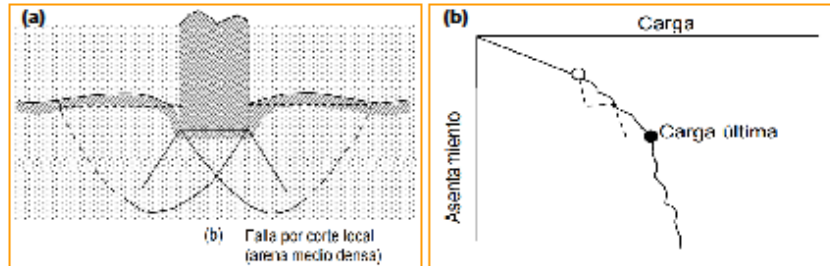 (a)
(b) Falla por corte local
(arena medio densa)
(b)
Carga
Carga última
Asentamiento